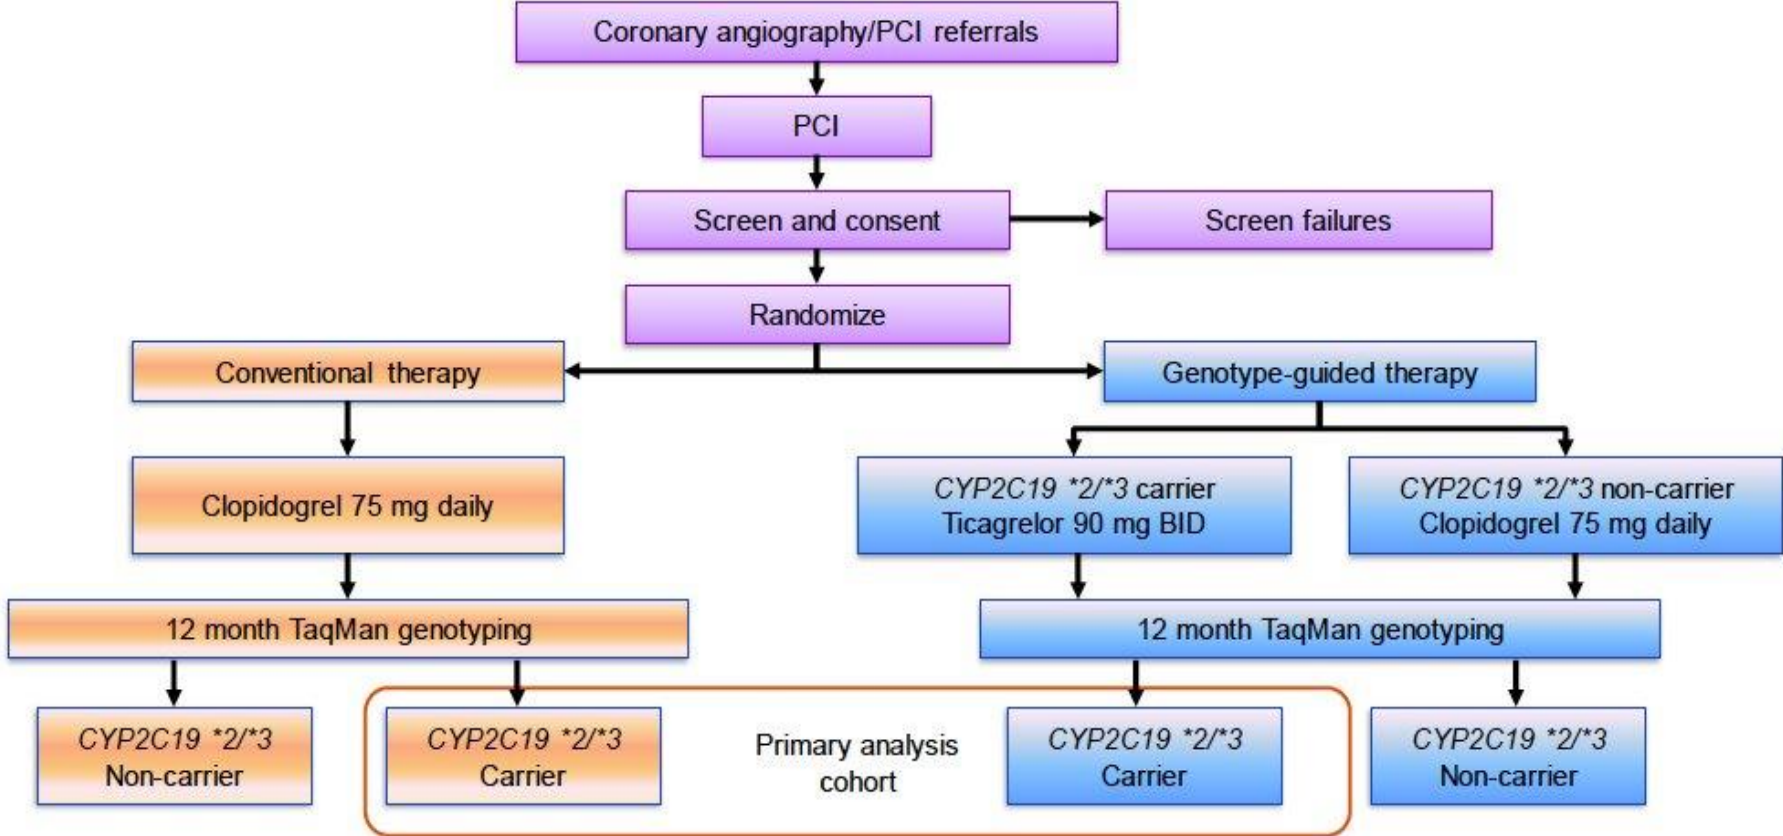 Coronary angiography/PCI referrals
PCI
Screen and consent
Screen failures
Randomize
Conventional therapy
Genotype-guided therapy
Clopidogrel 75 mg daily
CYP2C19 *2/*3 carrier
Ticagrelor 90 mg BID
CYP2C19 *2/*3 non-carrier
Clopidogrel 75 mg daily
12 month TaqMan genotyping
12 month TaqMan genotyping
CYP2C19 *2/*3
Non-carrier
CYP2C19 *2/*3
Carrier
Primary analysis
cohort
CYP2C19 *2/*3
Carrier
CYP2C19 *2/*3
Non-carrier